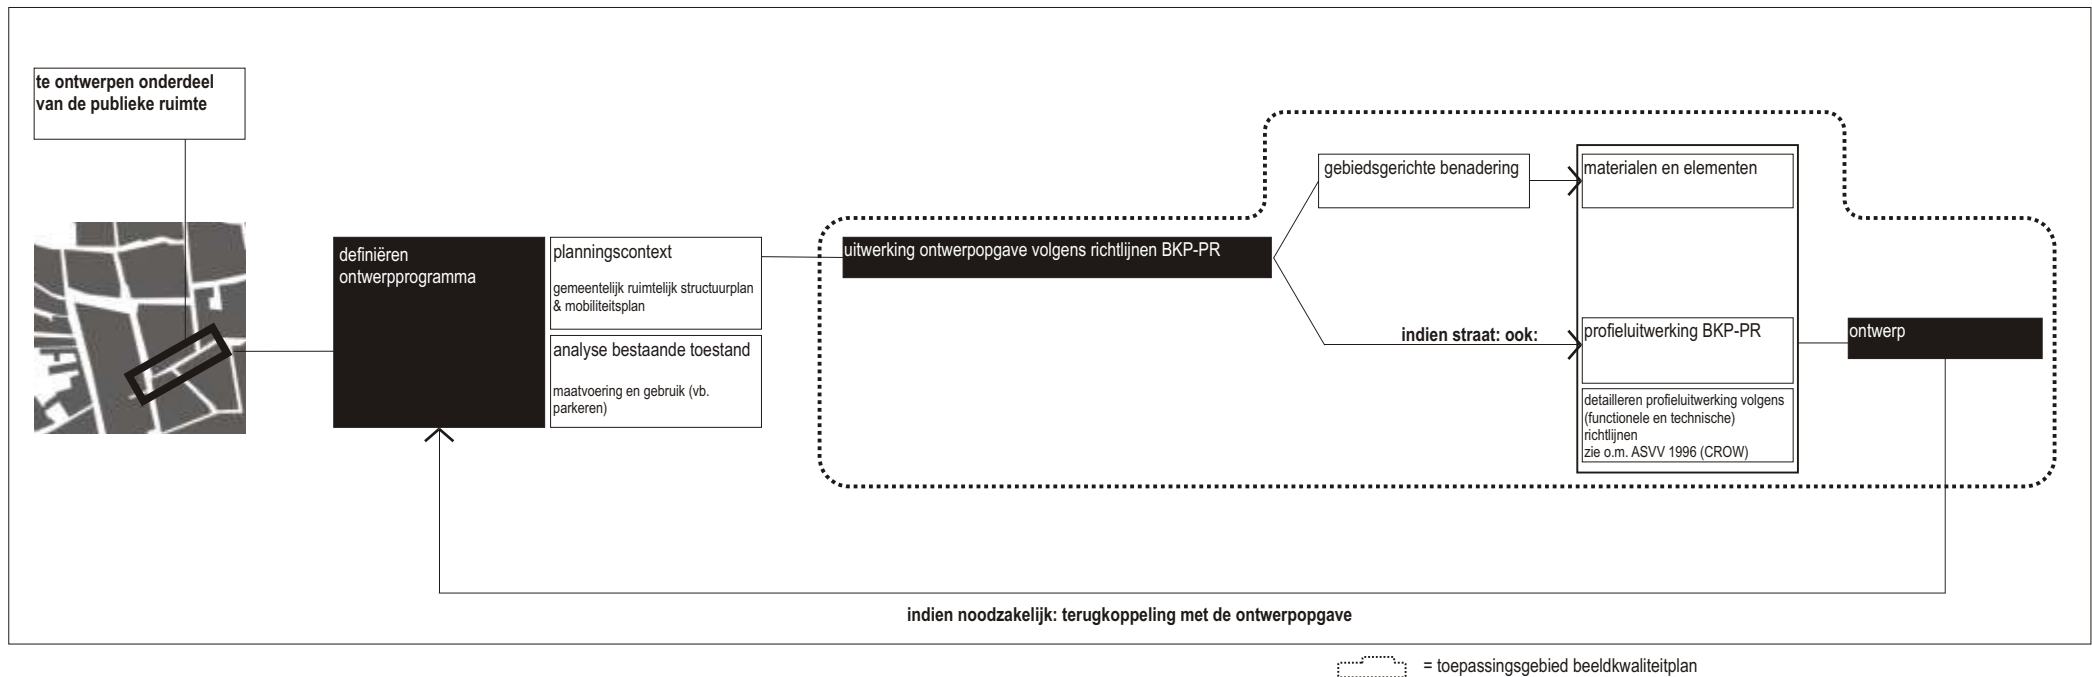 te ontwerpen onderdeel
van de publieke ruimte
definiëren
ontwerpprogramma
planningscontext
gemeentelijk ruimtelijk structuurplan
& mobiliteitsplan
analyse bestaande toestand
maatvoering en gebruik (vb.
parkeren)
uitwerking ontwerpopgave volgens richtlijnen BKP-PR
gebiedsgerichte benadering
materialen en elementen
indien straat: ook:
profieluitwerking BKP-PR
detailleren profieluitwerking volgens
(functionele en technische)
richtlijnen
zie o.m. ASVV 1996 (CROW)
ontwerp
indien noodzakelijk: terugkoppeling met de ontwerpopgave
= toepassingsgebied beeldkwaliteitplan